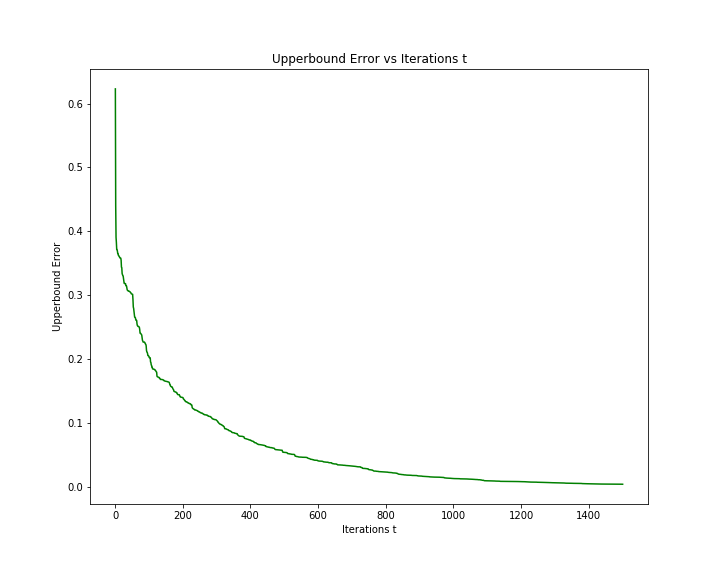 Upperbound Error vs Iterations t
0.6
0.5
0.4
0.3
0.2
0.1
0.0
Upperbound Error
0 200 400 600 800 1000 1200 1400
Iterations t